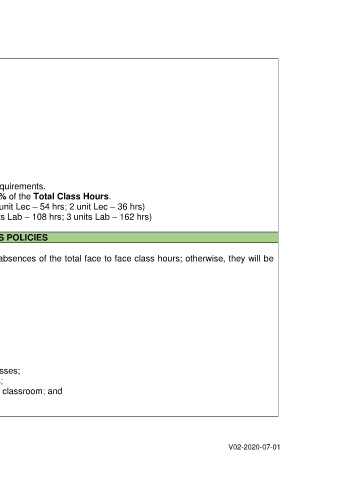 equirements.
% of the Total Class Hours.
unit Lec – 54 hrs; 2 unit Lec – 36 hrs)
ts Lab – 108 hrs; 3 units Lab – 162 hrs)
S POLICIES
absences of the total face to face class hours; otherwise, they will be
sses;
s;
classroom; and
V02-2020-07-01